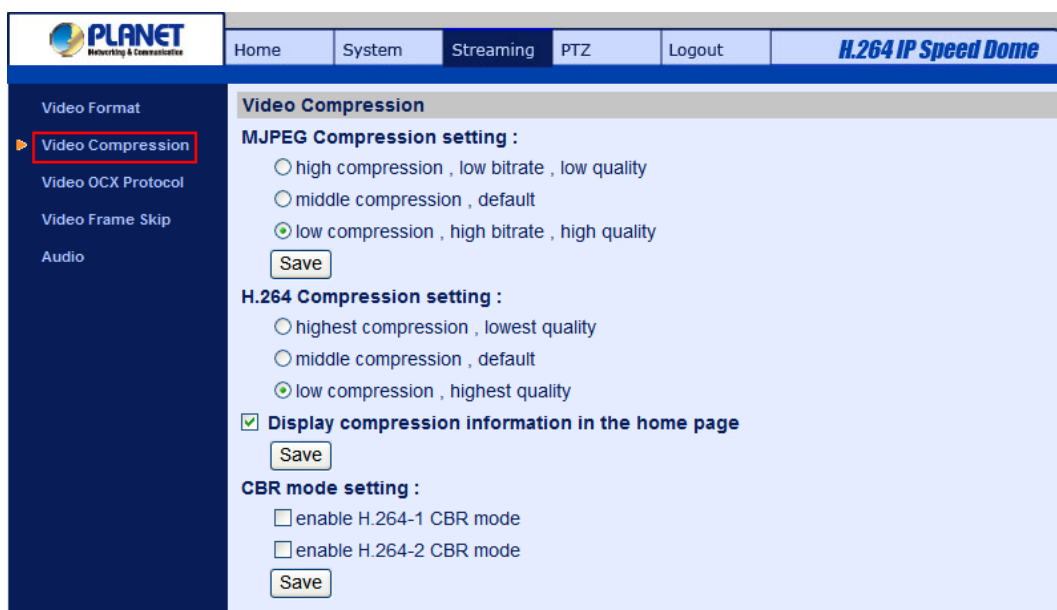 PLANET
Networking & Communication
Home System Streaming PTZ Logout H.264 IP Speed Dome
Video Format
Video Compression
Video OCX Protocol
Video Frame Skip
Audio
Video Compression
MJPEG Compression setting :
high compression , low bitrate , low quality
middle compression , default
low compression , high bitrate , high quality
Save
H.264 Compression setting :
highest compression , lowest quality
middle compression , default
low compression , highest quality
Display compression information in the home page
Save
CBR mode setting :
enable H.264-1 CBR mode
enable H.264-2 CBR mode
Save